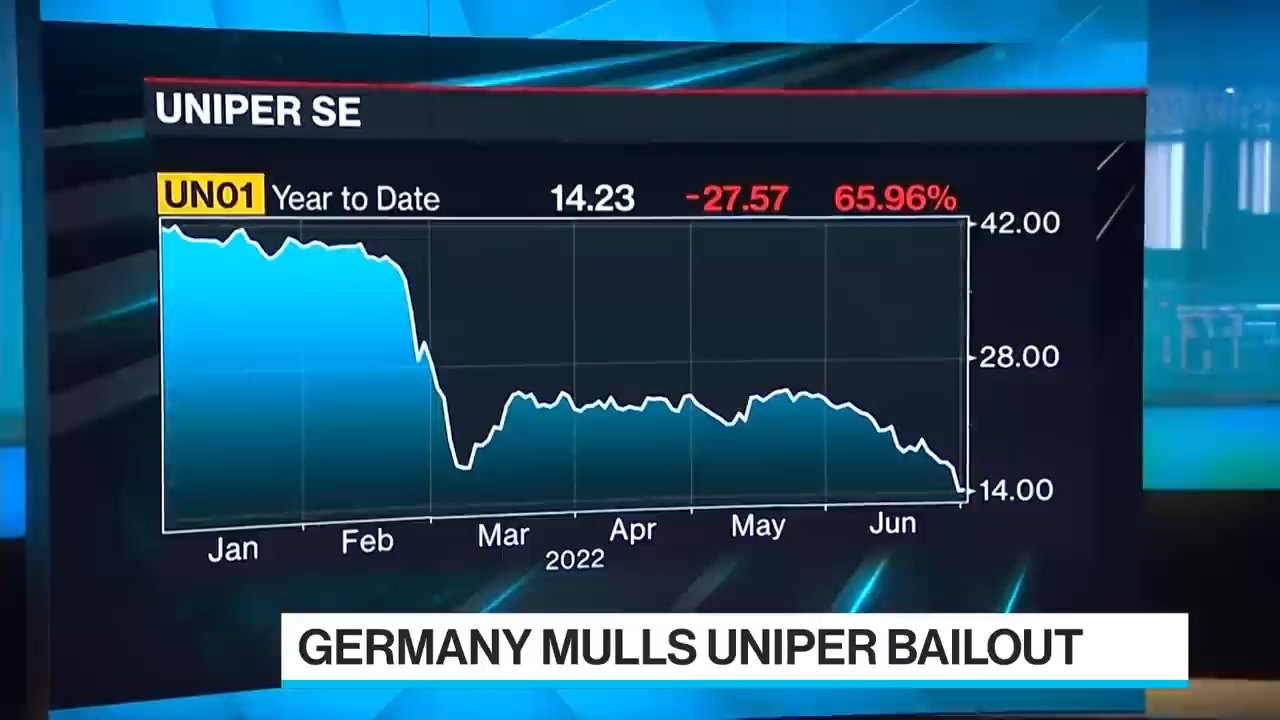 UNIPER SE
UN01 Year to Date 14.23 -27.57 65.96%
42.00
28.00
14.00
Jan Feb Mar Apr May Jun
2022
GERMANY MULLS UNIPER BAILOUT